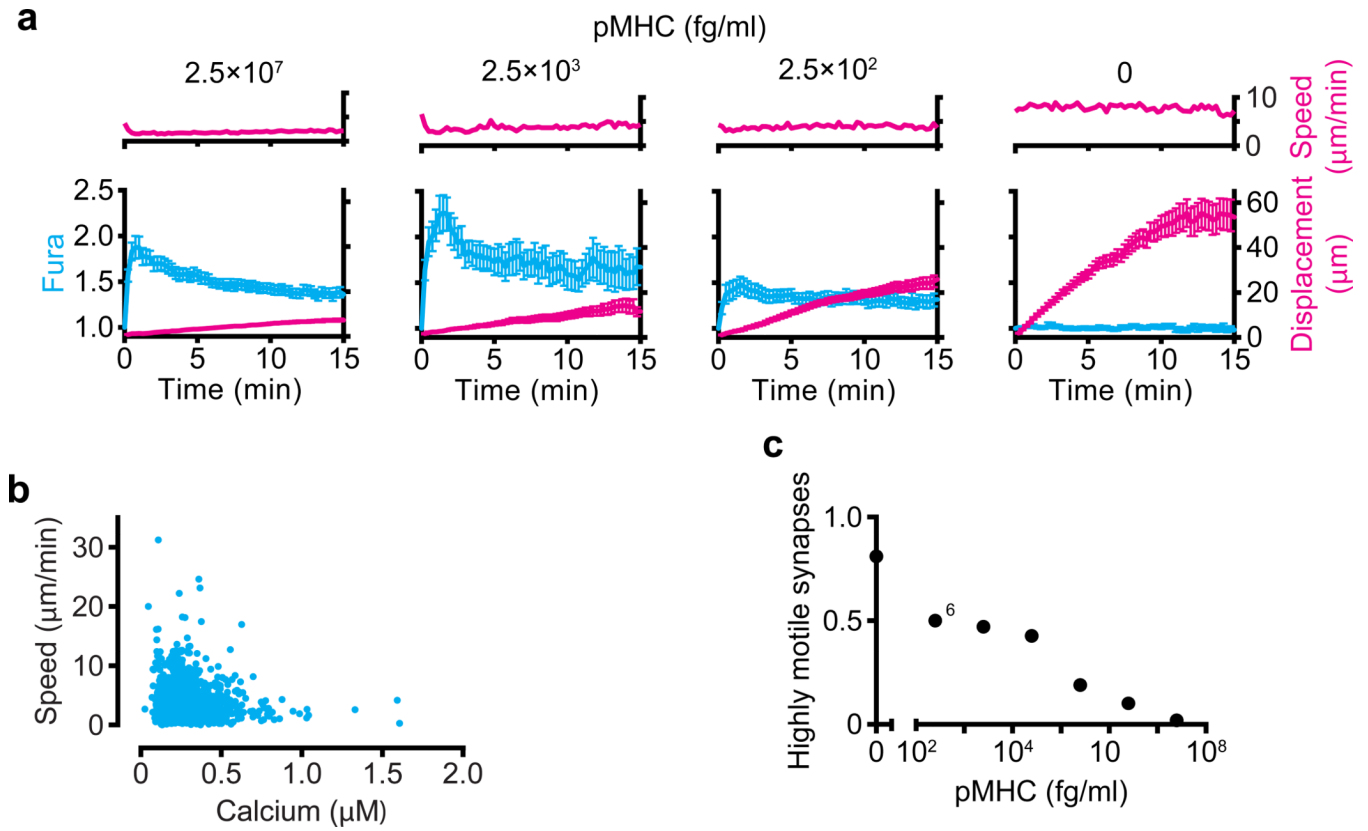 a
pMHC (fg/ml)
2.5×10⁷ 2.5×10³ 2.5×10² 0
10
0
Speed
(µm/min)
2.5
2.0
1.5
1.0
Fura
60
40
20
0
Displacement
(µm)
0 5 10 15 0 5 10 15 0 5 10 15 0 5 10 15
Time (min) Time (min) Time (min) Time (min)
b
Speed (µm/min)
30
20
10
0
0 0.5 1.0 1.5 2.0
Calcium (µM)
c
Highly motile synapses
1.0
0.5
0
6
0 10² 10⁴ 10 10⁸
pMHC (fg/ml)